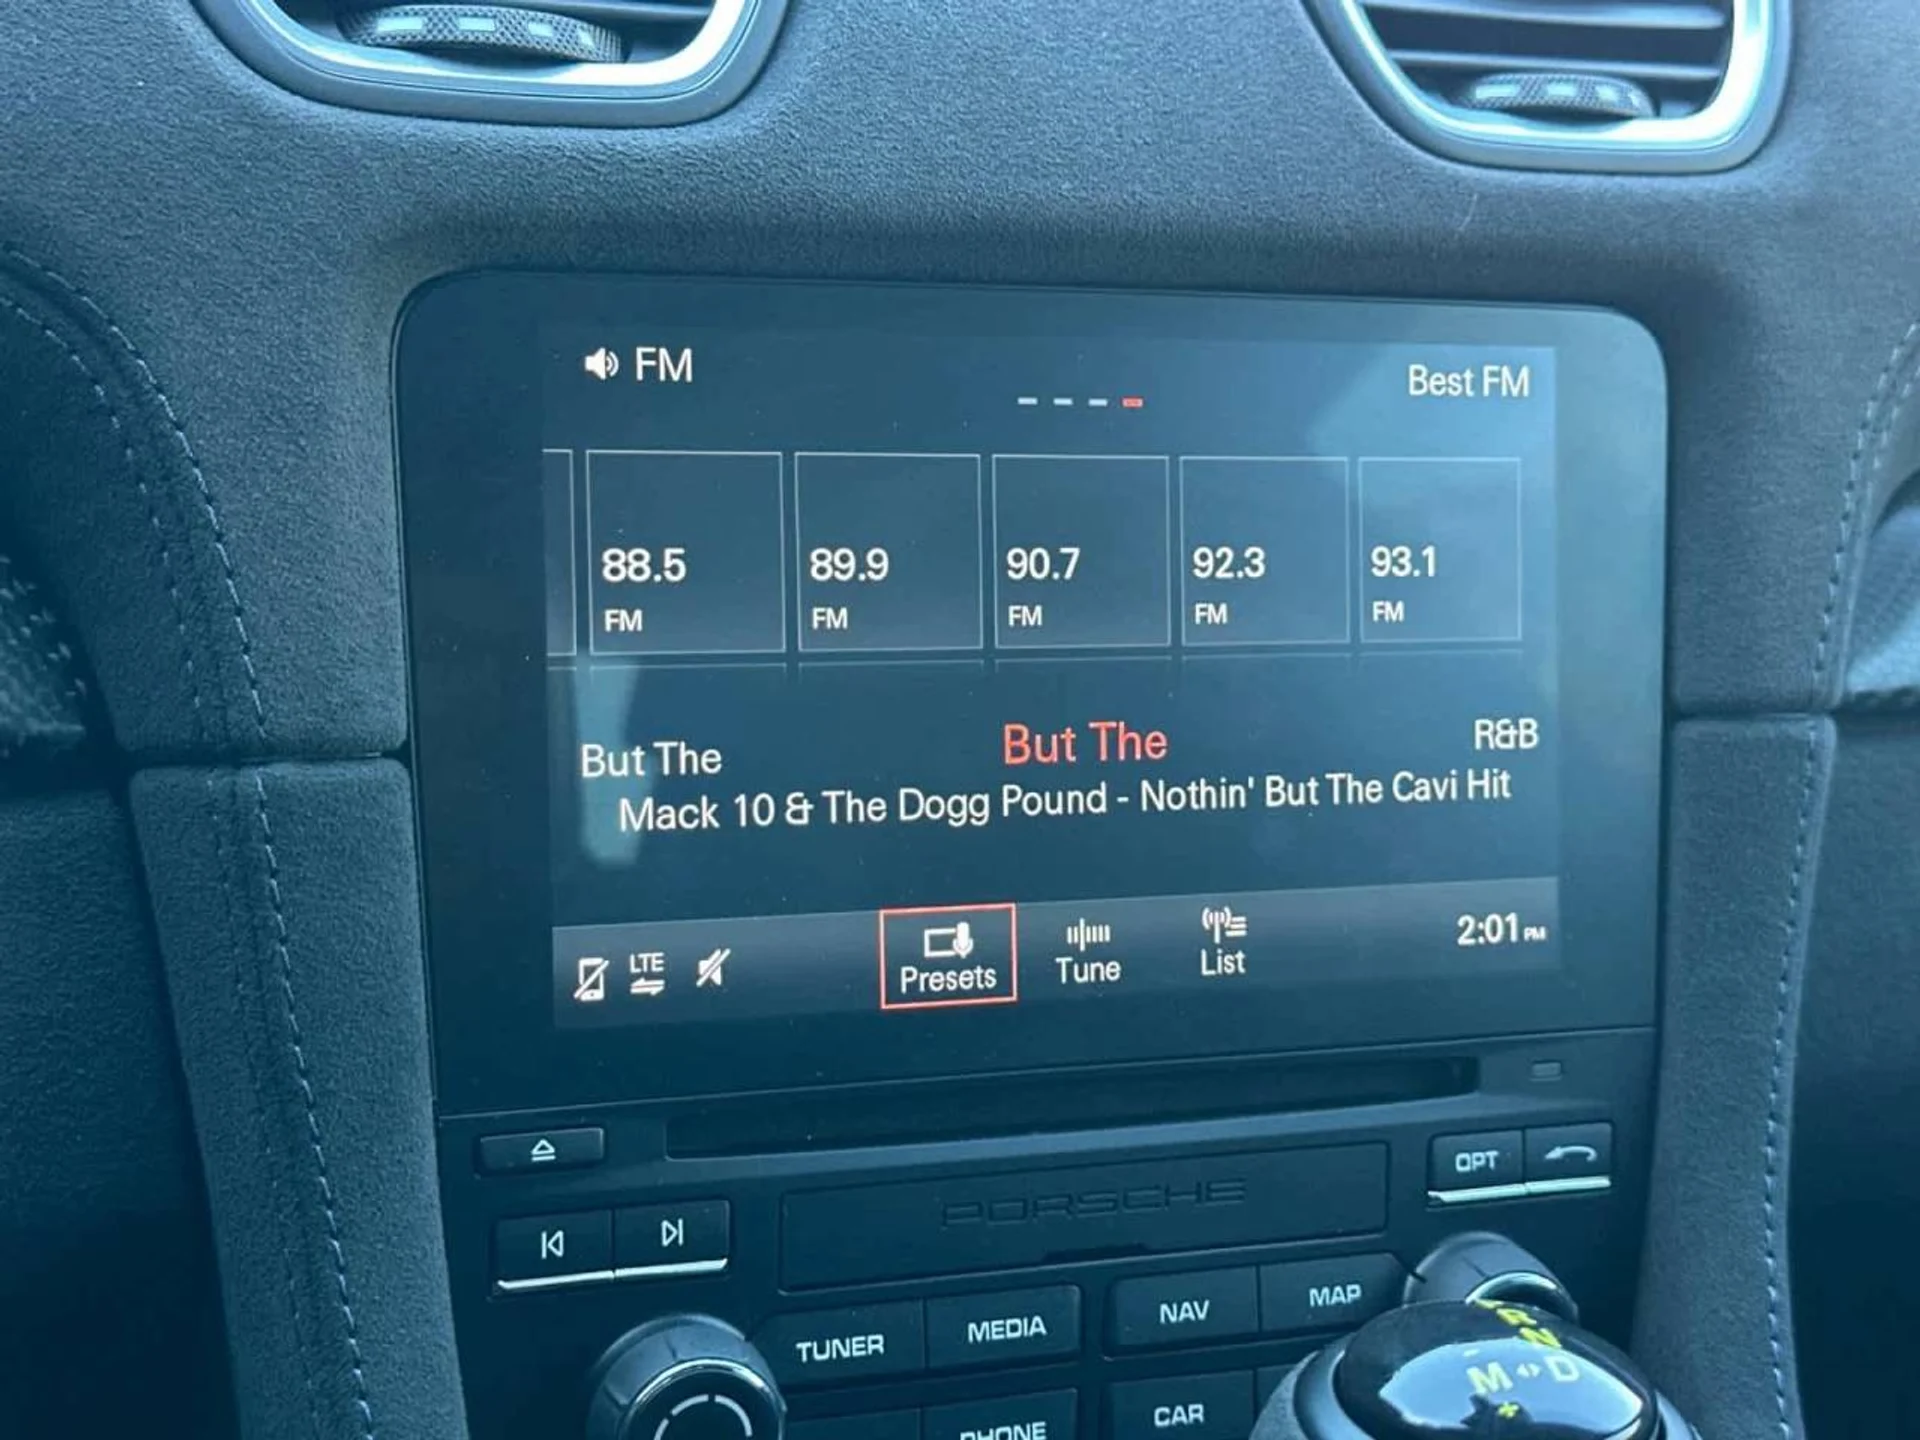 FM
Best FM
88.5
FM
89.9
FM
90.7
FM
92.3
FM
93.1
FM
But The
But The
R&B
Mack 10 & The Dogg Pound - Nothin' But The Cavi Hit
LTE
Presets
Tune
List
2:01 PM
OPT
PORSCHE
TUNER
MEDIA
NAV
MAP
PHONE
CAR
R
N
M D
+